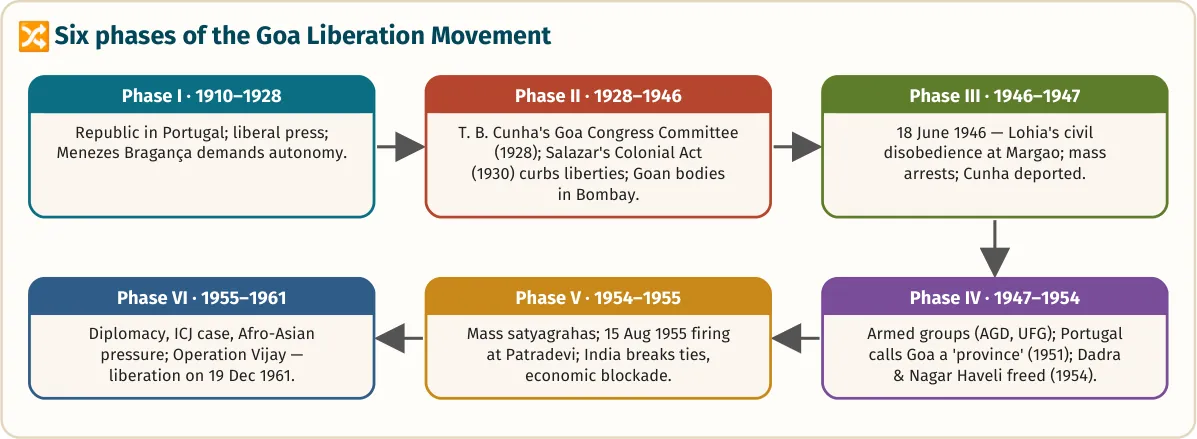 Six phases of the Goa Liberation Movement
Phase I · 1910–1928
Republic in Portugal; liberal press;
Menezes Bragança demands autonomy.
Phase II · 1928–1946
T. B. Cunha's Goa Congress Committee
(1928); Salazar's Colonial Act
(1930) curbs liberties; Goan bodies
in Bombay.
Phase III · 1946–1947
18 June 1946 — Lohia's civil
disobedience at Margao; mass
arrests; Cunha deported.
Phase IV · 1947–1954
Armed groups (AGD, UFG); Portugal
calls Goa a 'province' (1951); Dadra
& Nagar Haveli freed (1954).
Phase V · 1954–1955
Mass satyagrahas; 15 Aug 1955 firing
at Patradevi; India breaks ties,
economic blockade.
Phase VI · 1955–1961
Diplomacy, ICJ case, Afro-Asian
pressure; Operation Vijay —
liberation on 19 Dec 1961.